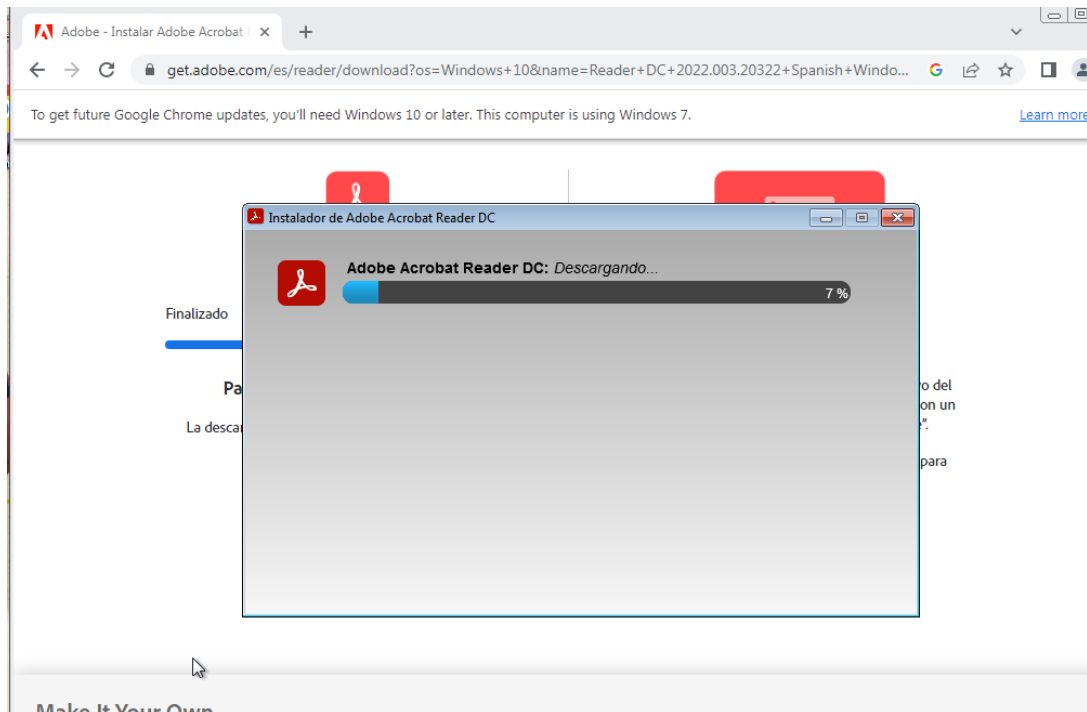 Adobe - Instalar Adobe Acrobat
get.adobe.com/es/reader/download?os=Windows+10&name=Reader+DC+2022.003.20322+Spanish+Windo...
To get future Google Chrome updates, you'll need Windows 10 or later. This computer is using Windows 7.
Learn more
Instalador de Adobe Acrobat Reader DC
Adobe Acrobat Reader DC: Descargando...
7 %
Finalizado
Pa
o del
on un
La descar
e".
para
Make It Your Own